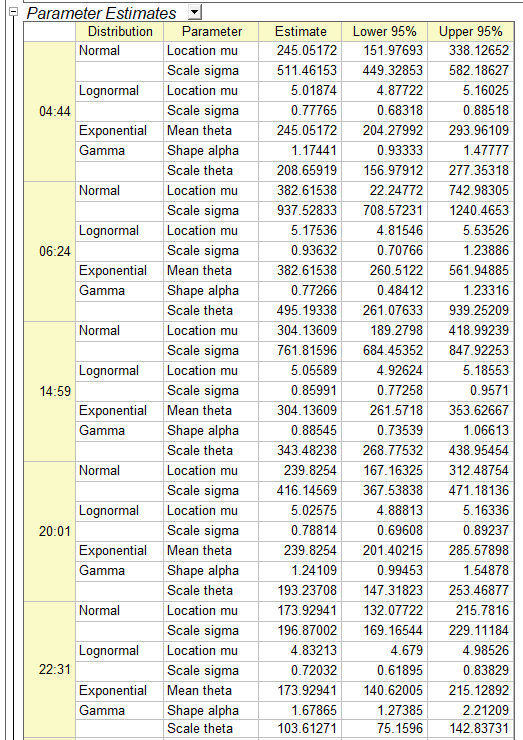 Parameter Estimates
Distribution Parameter Estimate Lower 95% Upper 95%
Normal Location mu 245.05172 151.97693 338.12652
Scale sigma 511.46153 449.32853 582.18627
Lognormal Location mu 5.01874 4.87722 5.16025
04:44 Scale sigma 0.77765 0.68318 0.88518
Exponential Mean theta 245.05172 204.27992 293.96109
Gamma Shape alpha 1.17441 0.93333 1.47777
Scale theta 208.65919 156.97912 277.35318
Normal Location mu 382.61538 22.24772 742.98305
Scale sigma 937.52833 708.57231 1240.4653
Lognormal Location mu 5.17536 4.81546 5.53526
06:24 Scale sigma 0.93632 0.70766 1.23886
Exponential Mean theta 382.61538 260.5122 561.94885
Gamma Shape alpha 0.77266 0.48412 1.23316
Scale theta 495.19338 261.07633 939.25209
Normal Location mu 304.13609 189.2798 418.99239
Scale sigma 761.81596 684.45352 847.92253
Lognormal Location mu 5.05589 4.92624 5.18553
14:59 Scale sigma 0.85991 0.77258 0.9571
Exponential Mean theta 304.13609 261.5718 353.62667
Gamma Shape alpha 0.88545 0.73539 1.06613
Scale theta 343.48238 268.77532 438.95454
Normal Location mu 239.8254 167.16325 312.48754
Scale sigma 416.14569 367.53838 471.18136
Lognormal Location mu 5.02575 4.88813 5.16336
20:01 Scale sigma 0.78814 0.69608 0.89237
Exponential Mean theta 239.8254 201.40215 285.57898
Gamma Shape alpha 1.24109 0.99453 1.54878
Scale theta 193.23708 147.31823 253.46877
Normal Location mu 173.92941 132.07722 215.7816
Scale sigma 196.87002 169.16544 229.11184
Lognormal Location mu 4.83213 4.679 4.98526
22:31 Scale sigma 0.72032 0.61895 0.83829
Exponential Mean theta 173.92941 140.62005 215.12892
Gamma Shape alpha 1.67865 1.27385 2.21209
Scale theta 103.61271 75.1596 142.83731